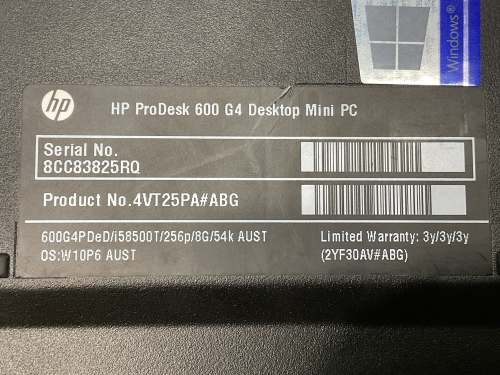 Windows®
hp
HP ProDesk 600 G4 Desktop Mini PC
Serial No.
8CC83825RQ
Product No.4VT25PA#ABG
600G4PDeD/i58500T/256p/8G/54k AUST
OS:W10P6 AUST
Limited Warranty: 3y/3y/3y
(2YF30AV#ABG)